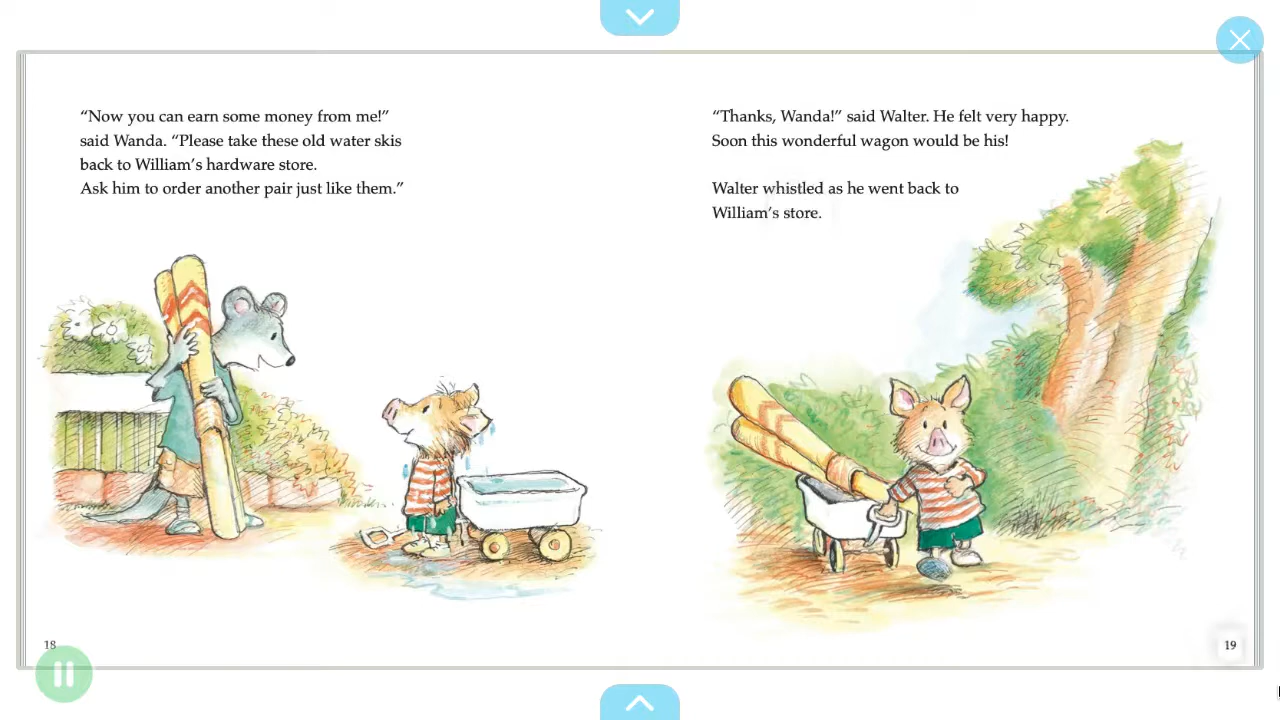 “Now you can earn some money from me!”
said Wanda. “Please take these old water skis
back to William’s hardware store.
Ask him to order another pair just like them.”
“Thanks, Wanda!” said Walter. He felt very happy.
Soon this wonderful wagon would be his!
Walter whistled as he went back to
William’s store.
18
19